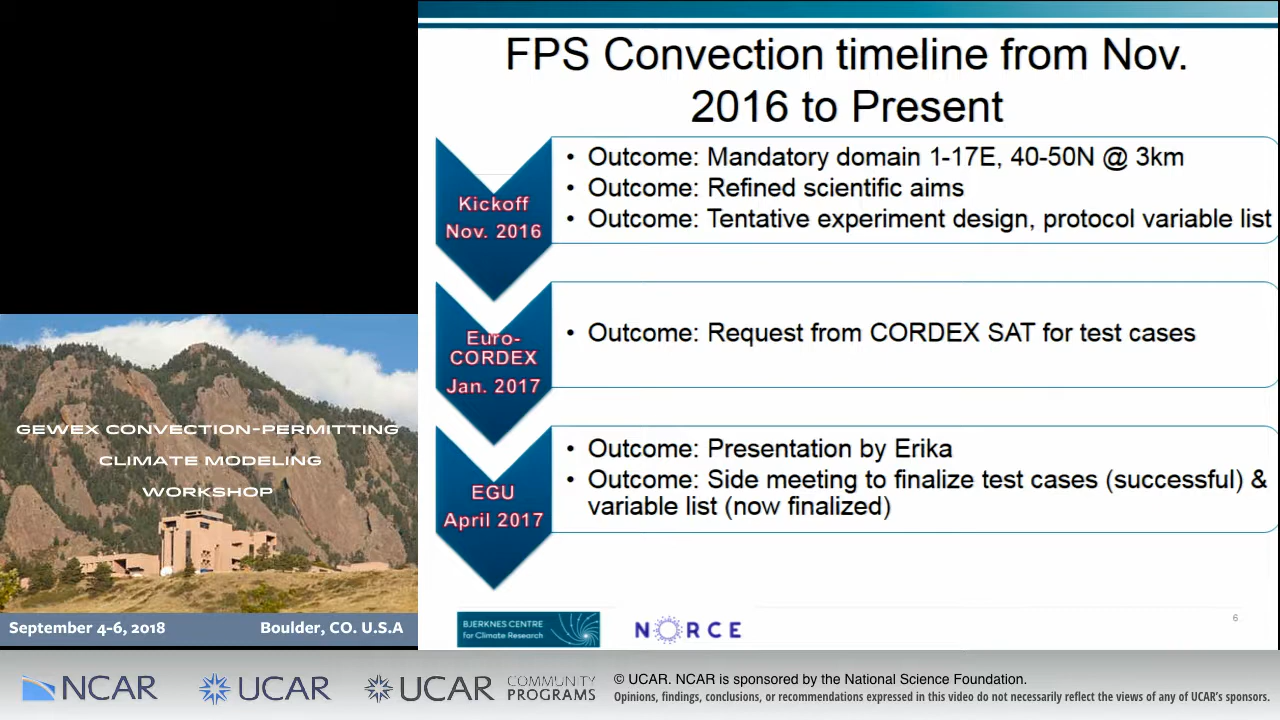 FPS Convection timeline from Nov.
2016 to Present
Kickoff
Nov. 2016
• Outcome: Mandatory domain 1-17E, 40-50N @ 3km
• Outcome: Refined scientific aims
• Outcome: Tentative experiment design, protocol variable list
Euro-
CORDEX
Jan. 2017
• Outcome: Request from CORDEX SAT for test cases
EGU
April 2017
• Outcome: Presentation by Erika
• Outcome: Side meeting to finalize test cases (successful) &
variable list (now finalized)
BJERKNES CENTRE
for Climate Research
NORCE
6
GEWEX CONVECTION-PERMITTING
CLIMATE MODELING
WORKSHOP
September 4-6, 2018
Boulder, CO. U.S.A
NCAR
UCAR
UCAR
COMMUNITY
PROGRAMS
© UCAR. NCAR is sponsored by the National Science Foundation.
Opinions, findings, conclusions, or recommendations expressed in this video do not necessarily reflect the views of any of UCAR's sponsors.